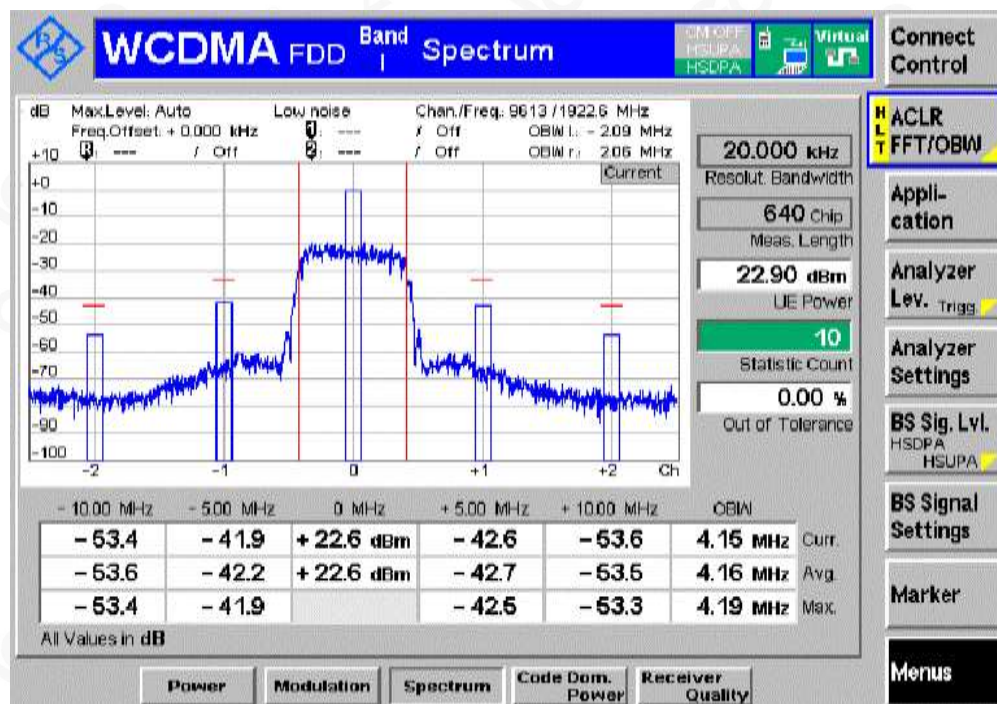 WCDMA FDD Band I Spectrum
CM OFF
HSUPA
HSDPA
Virtual
Connect Control
dB Max.Level: Auto Low noise Chan./Freq.: 9613 / 1922.6 MHz
Freq.Offset: + 0.000 kHz 1: --- / Off OBW l.: - 2.09 MHz
R: --- / Off 2: --- / Off OBW r.: 2.06 MHz
Current
+10
+0
-10
-20
-30
-40
-50
-60
-70
-90
-100
-2 -1 0 +1 +2 Ch
20.000 kHz
Resolut. Bandwidth
640 Chip
Meas. Length
22.90 dBm
UE Power
10
Statistic Count
0.00 %
Out of Tolerance
- 10.00 MHz - 5.00 MHz 0 MHz + 5.00 MHz + 10.00 MHz OBW
- 53.4 - 41.9 + 22.6 dBm - 42.6 - 53.6 4.15 MHz Curr.
- 53.6 - 42.2 + 22.6 dBm - 42.7 - 53.5 4.16 MHz Avg.
- 53.4 - 41.9 - 42.5 - 53.3 4.19 MHz Max.
All Values in dB
HLT
ACLR
FFT/OBW
Appli-
cation
Analyzer
Lev. Trigg.
Analyzer
Settings
BS Sig. Lvl.
HSDPA
HSUPA
BS Signal
Settings
Marker
Menus
Power Modulation Spectrum Code Dom. Power Receiver Quality